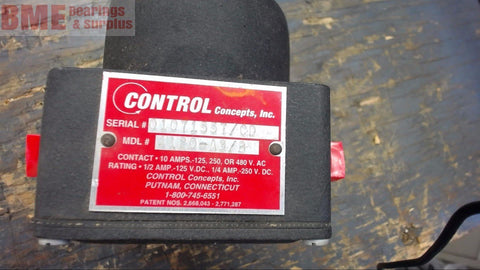 BME Bearings & surplus
CONTROL Concepts, Inc.
SERIAL #
MDL #
CONTACT • 10 AMPS.-125, 250, OR 480 V. AC
RATING • 1/2 AMP.-125 V.DC., 1/4 AMP.-250 V. DC.
CONTROL Concepts, Inc.
PUTNAM, CONNECTICUT
1-800-745-6551
PATENT NOS. 2,668,043 - 2,771,287